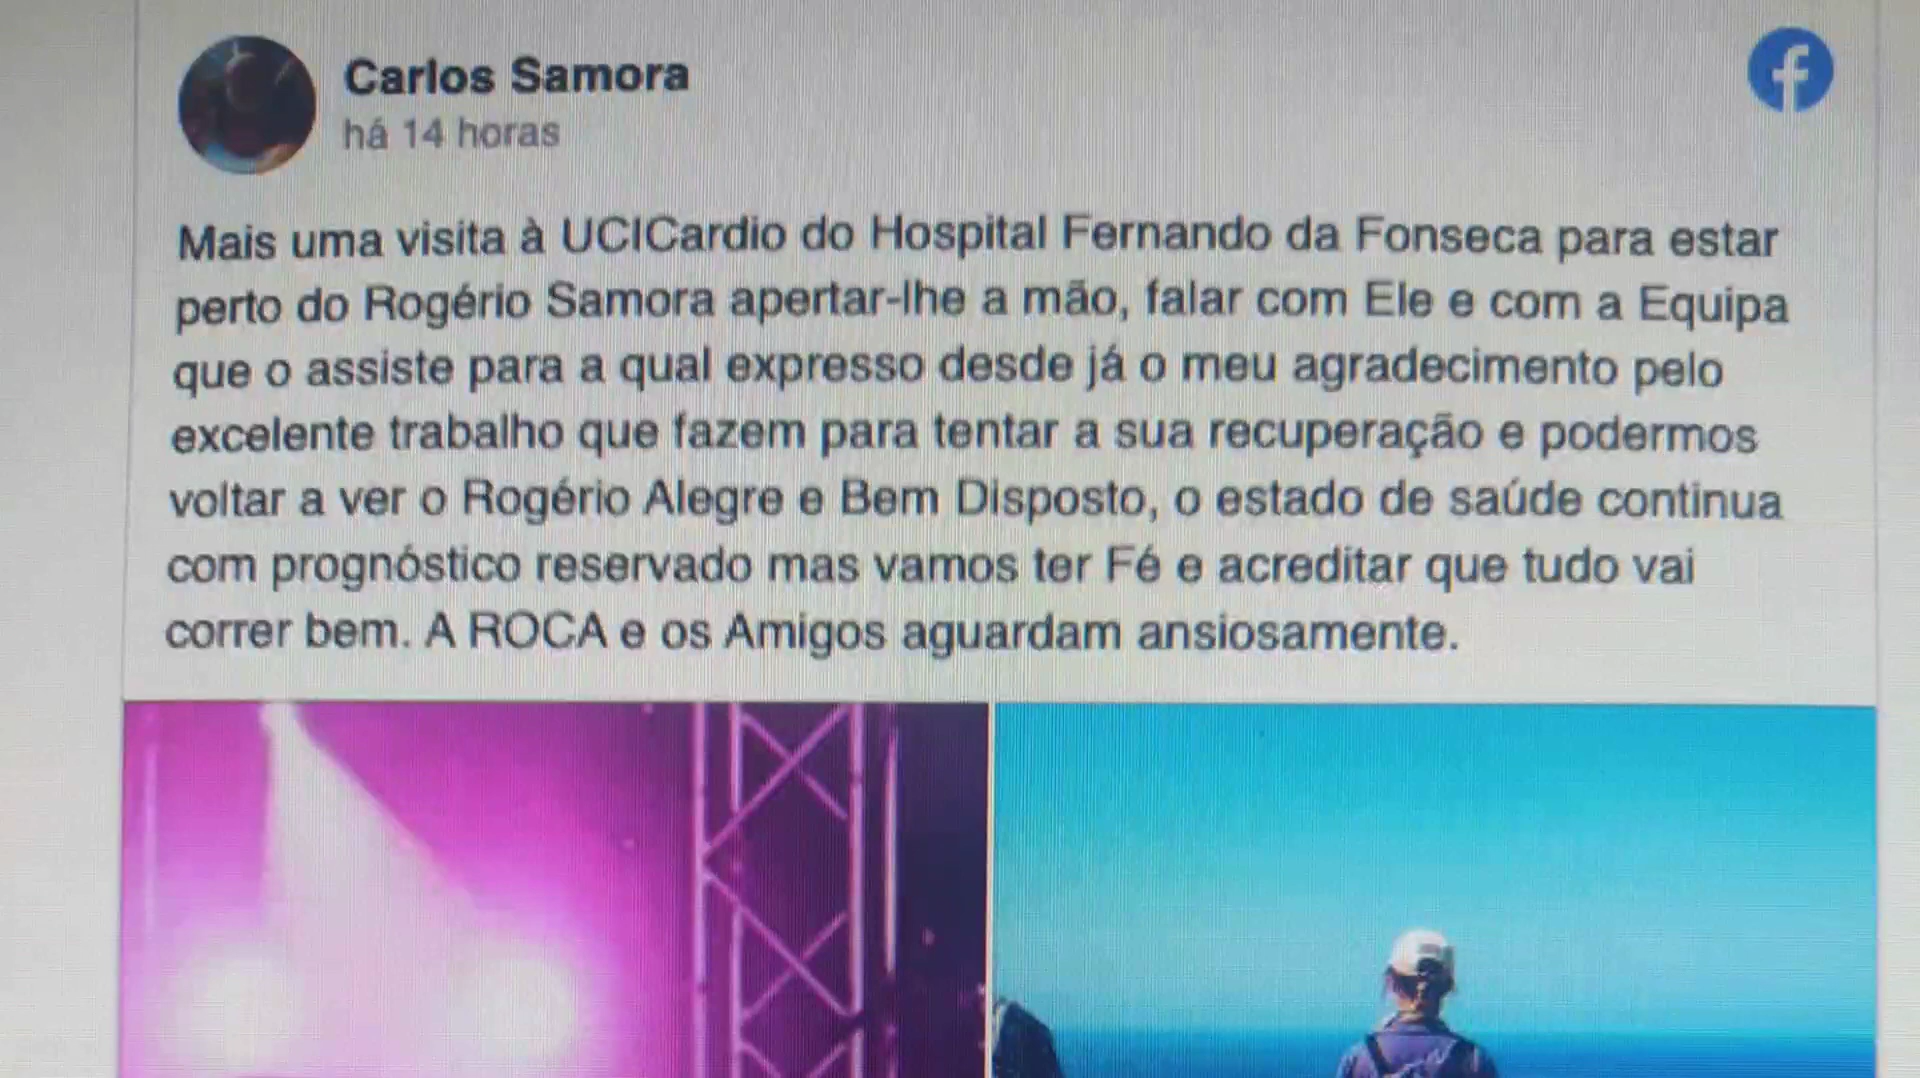 Carlos Samora
há 14 horas
Mais uma visita à UCICardio do Hospital Fernando da Fonseca para estar
perto do Rogério Samora apertar-lhe a mão, falar com Ele e com a Equipa
que o assiste para a qual expresso desde já o meu agradecimento pelo
excelente trabalho que fazem para tentar a sua recuperação e podermos
voltar a ver o Rogério Alegre e Bem Disposto, o estado de saúde continua
com prognóstico reservado mas vamos ter Fé e acreditar que tudo vai
correr bem. A ROCA e os Amigos aguardam ansiosamente.